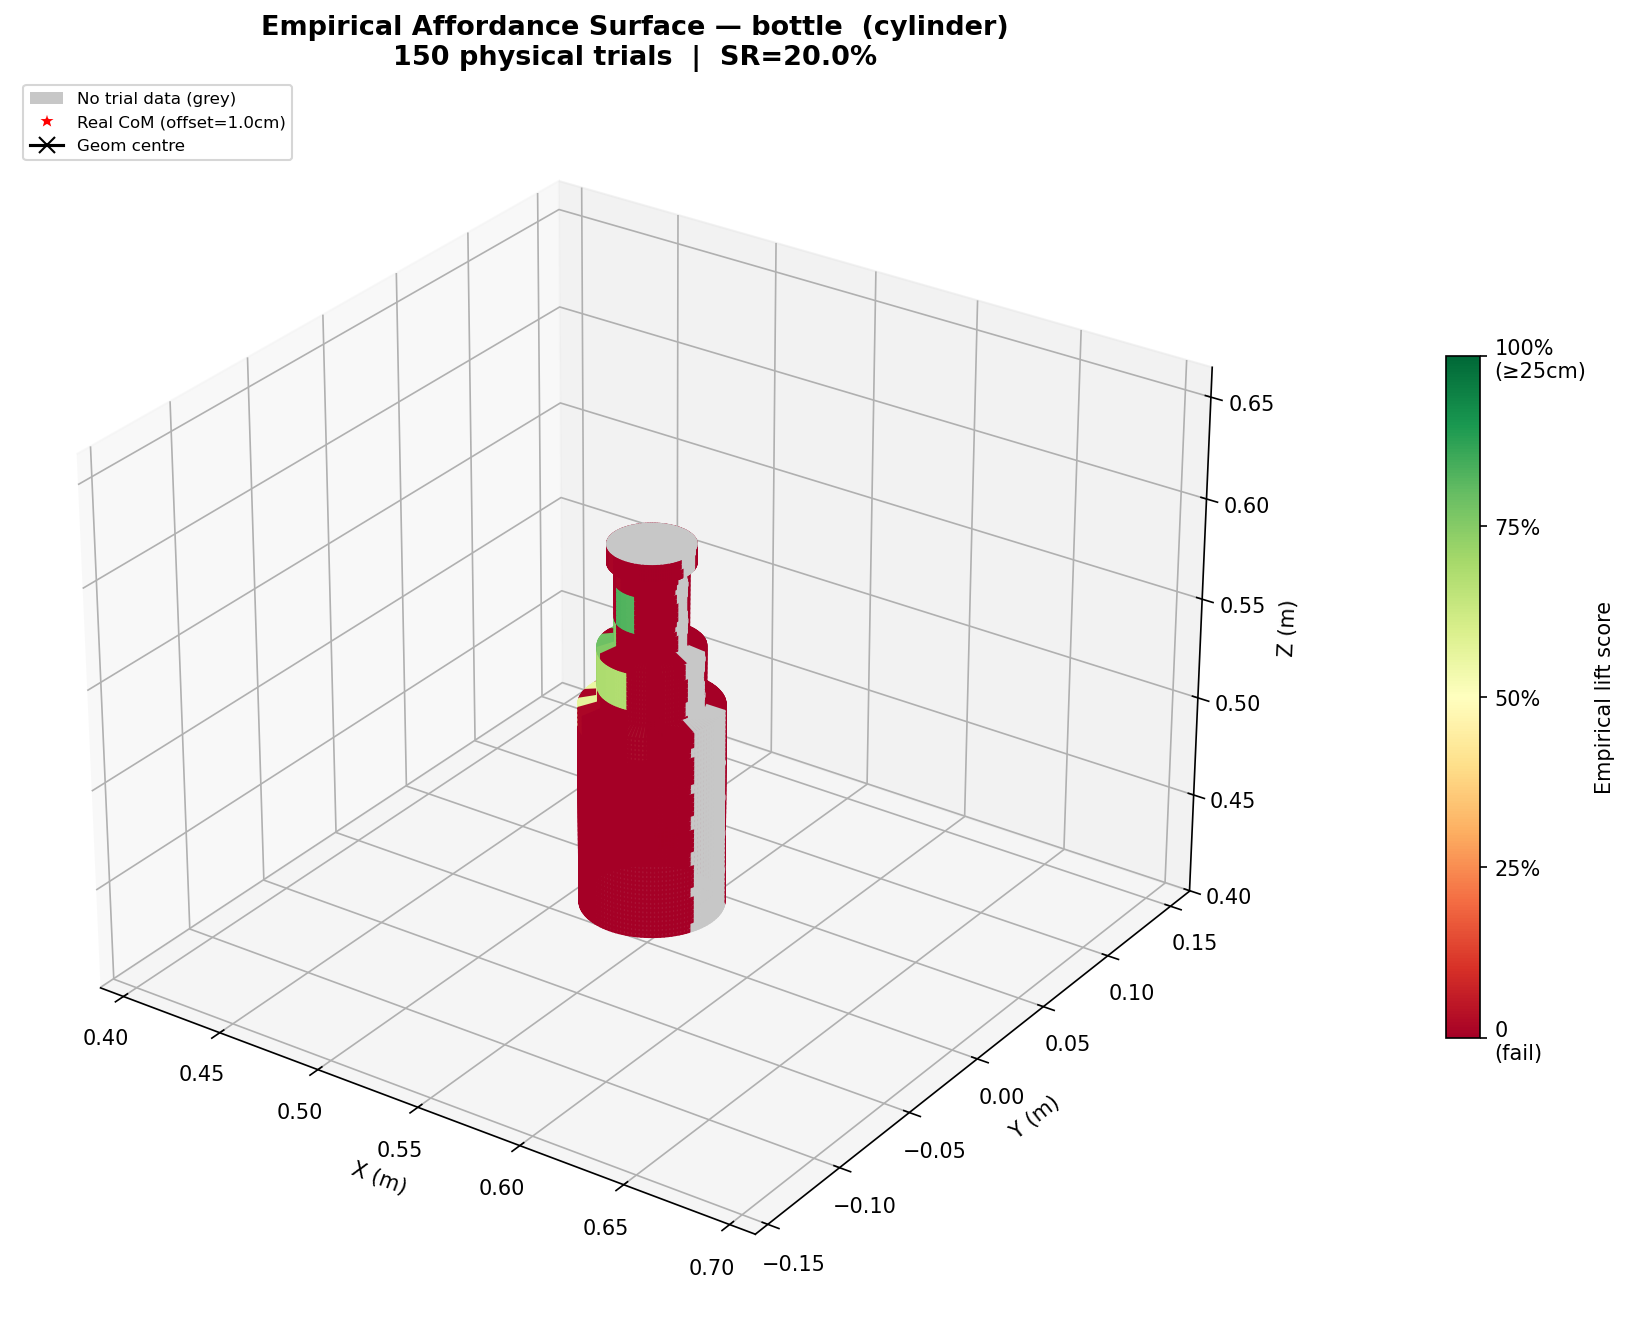 Empirical Affordance Surface — bottle  (cylinder)
150 physical trials  |  SR=20.0%
No trial data (grey)
Real CoM (offset=1.0cm)
Geom centre
0.65
0.60
0.55
0.50
0.45
0.40
Z (m)
0.15
0.10
0.05
0.00
−0.05
−0.10
−0.15
Y (m)
0.40
0.45
0.50
0.55
0.60
0.65
0.70
X (m)
100%
(≥25cm)
75%
50%
25%
0
(fail)
Empirical lift score